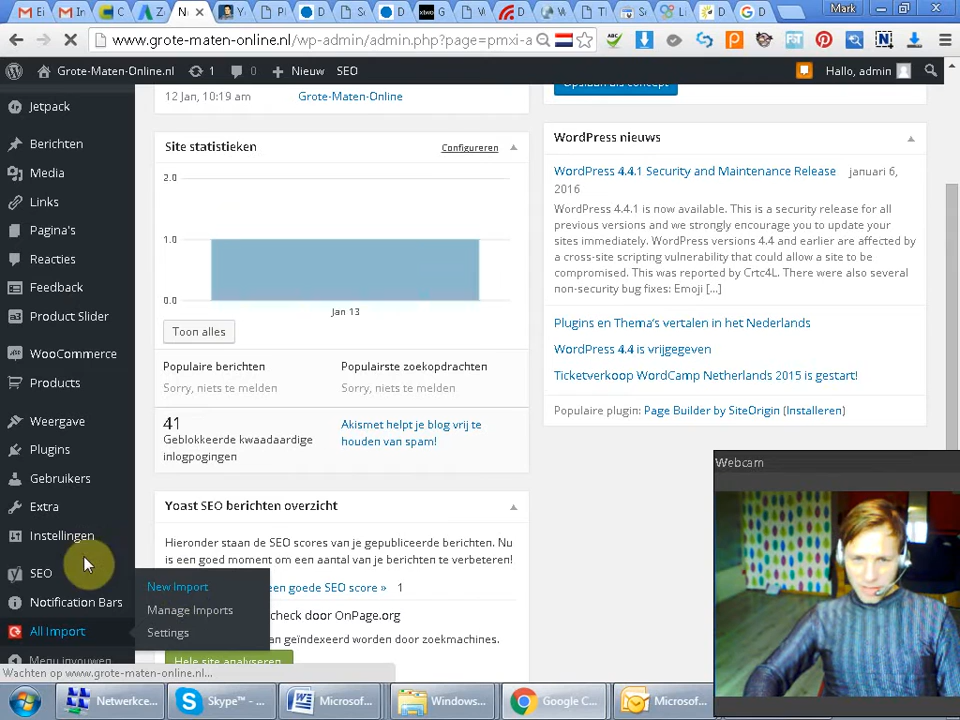 Mark
www.grote-maten-online.nl/wp-admin/admin.php?page=pmxi-a
Grote-Maten-Online.nl 1 0 + Nieuw SEO Hallo, admin
Jetpack
Berichten
Media
Links
Pagina's
Reacties
Feedback
Product Slider
WooCommerce
Products
Weergave
Plugins
Gebruikers
Extra
Instellingen
SEO
Notification Bars
All Import
Menu invouwen
New Import
Manage Imports
Settings
12 Jan, 10:19 am Grote-Maten-Online
Site statistieken Configureren
2.0
1.0
0.0
Jan 13
Toon alles
Populaire berichten Populairste zoekopdrachten
Sorry, niets te melden Sorry, niets te melden
41
Geblokkeerde kwaadaardige
inlogpogingen
Akismet helpt je blog vrij te
houden van spam!
Yoast SEO berichten overzicht
Hieronder staan de SEO scores van je gepubliceerde berichten. Nu
is een goed moment om een aantal van je berichten te verbeteren!
een goede SEO score » 1
check door OnPage.org
geïndexeerd worden door zoekmachines.
Hele site analyseren
Opslaan als concept
WordPress nieuws
WordPress 4.4.1 Security and Maintenance Release januari 6,
2016
WordPress 4.4.1 is now available. This is a security release for all
previous versions and we strongly encourage you to update your
sites immediately. WordPress versions 4.4 and earlier are affected by
a cross-site scripting vulnerability that could allow a site to be
compromised. This was reported by Crtc4L. There were also several
non-security bug fixes: Emoji […]
Plugins en Thema's vertalen in het Nederlands
WordPress 4.4 is vrijgegeven
Ticketverkoop WordCamp Netherlands 2015 is gestart!
Populaire plugin: Page Builder by SiteOrigin (Installeren)
Webcam
Wachten op www.grote-maten-online.nl...
Netwerkce...
Skype™ - ...
Microsof...
Windows...
Google C...
Microsof...